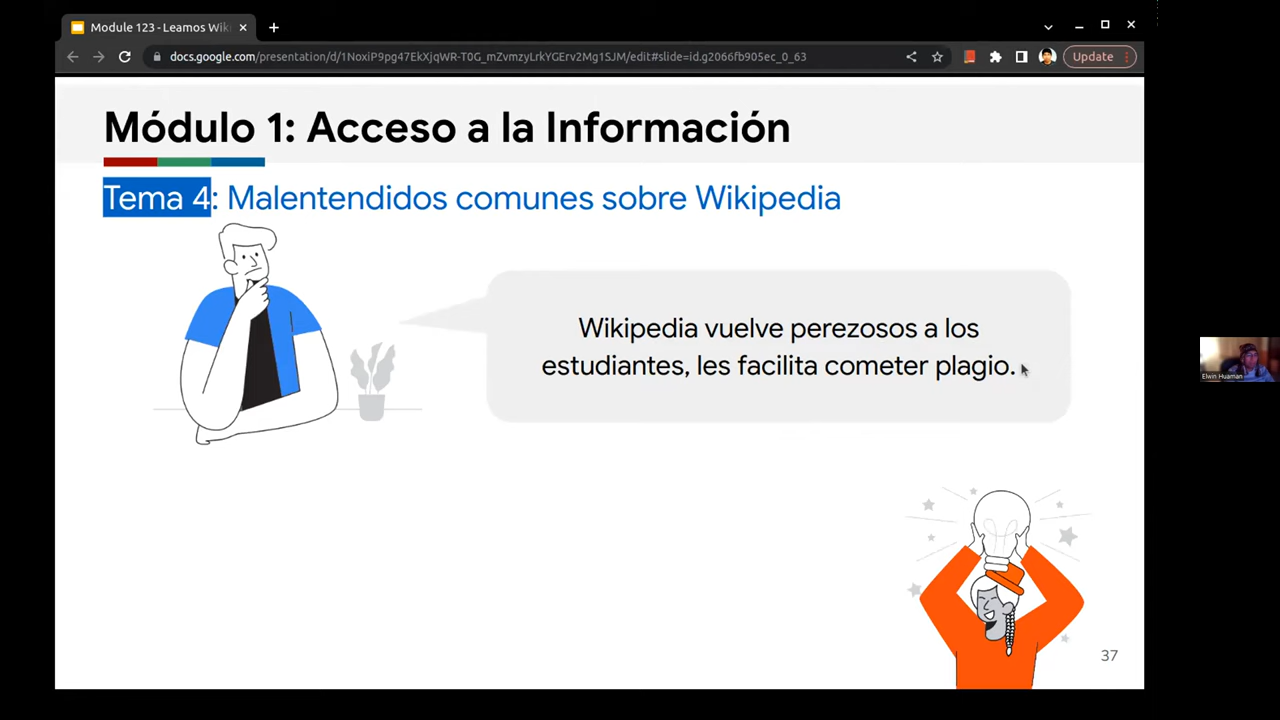 Module 123 - Leamos Wiki
docs.google.com/presentation/d/1NoxiP9pg47EkXjqWR-T0G_mZvmzyLrkYGErv2Mg1SJM/edit#slide=id.g2066fb905ec_0_63
Update
Módulo 1: Acceso a la Información
Tema 4: Malentendidos comunes sobre Wikipedia
Wikipedia vuelve perezosos a los
estudiantes, les facilita cometer plagio.
Elwin Huaman
37